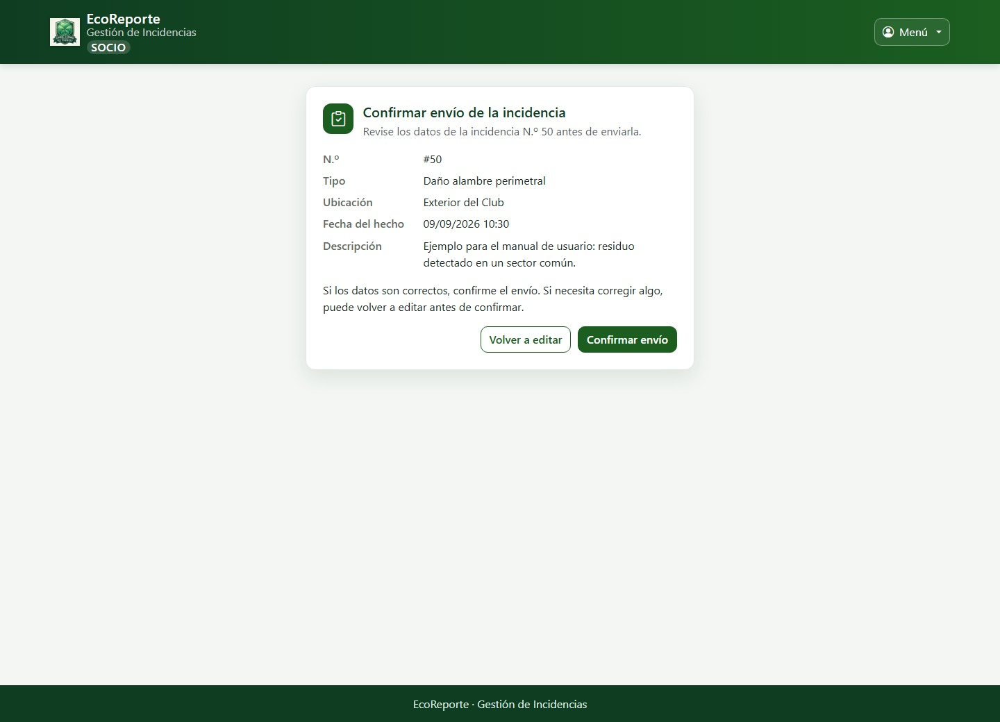 EcoReporte
Gestión de Incidencias
SOCIO
Menú
Confirmar envío de la incidencia
Revise los datos de la incidencia N.º 50 antes de enviarla.
N.º #50
Tipo Daño alambre perimetral
Ubicación Exterior del Club
Fecha del hecho 09/09/2026 10:30
Descripción Ejemplo para el manual de usuario: residuo
detectado en un sector común.
Si los datos son correctos, confirme el envío. Si necesita corregir algo,
puede volver a editar antes de confirmar.
Volver a editar Confirmar envío
EcoReporte · Gestión de Incidencias